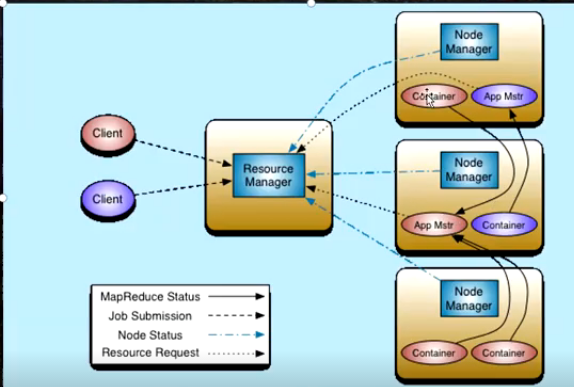 Node
Manager
Container
App Mstr
Client
Resource
Manager
Node
Manager
Client
App Mstr
Container
Node
Manager
MapReduce Status
Job Submission
Node Status
Resource Request
Container
Container